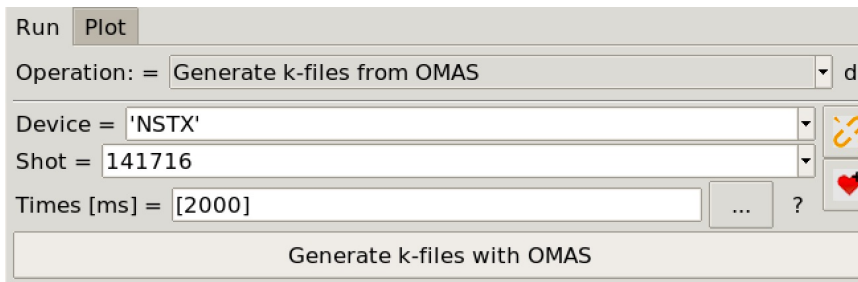 Run Plot
Operation: = Generate k-files from OMAS d
Device = 'NSTX'
Shot = 141716
Times [ms] = [2000] ... ?
Generate k-files with OMAS